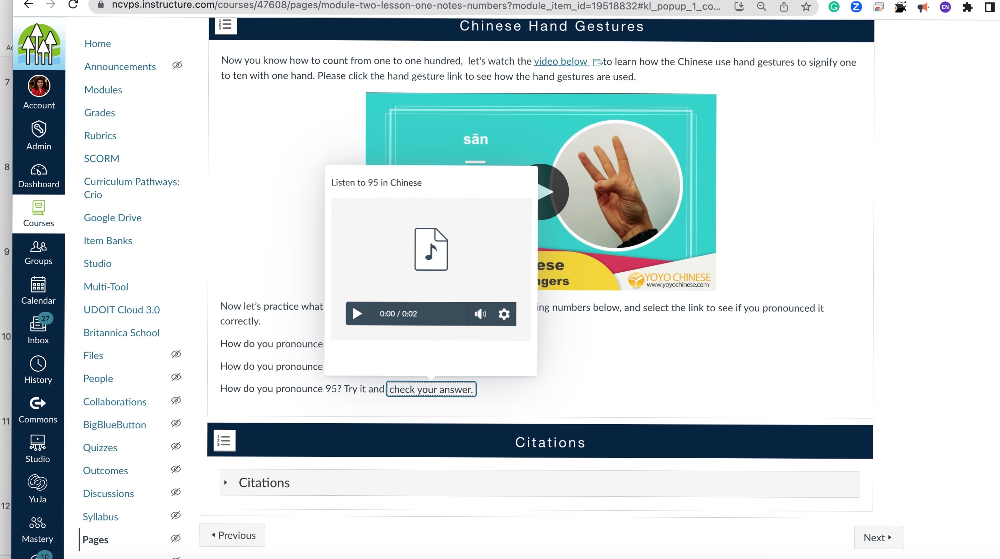 ncvps.instructure.com/courses/47608/pages/module-two-lesson-one-notes-numbers?module_item_id=19518832#kl_popup_1_co...
EN
7
8
9
10
11
12
Account
Admin
Dashboard
Courses
Groups
Calendar
27
Inbox
History
Commons
Studio
YuJa
Mastery
10
Home
Announcements
Modules
Grades
Rubrics
SCORM
Curriculum Pathways:
Crio
Google Drive
Item Banks
Studio
Multi-Tool
UDOIT Cloud 3.0
Britannica School
Files
People
Collaborations
BigBlueButton
Quizzes
Outcomes
Discussions
Syllabus
Pages
Chinese Hand Gestures
Now you know how to count from one to one hundred, let's watch the video below to learn how the Chinese use hand gestures to signify one
to ten with one hand. Please click the hand gesture link to see how the hand gestures are used.
sān
ese
ngers
YOYO CHINESE
www.yoyochinese.com
Listen to 95 in Chinese
0:00 / 0:02
Now let’s practice what ing numbers below, and select the link to see if you pronounced it
correctly.
How do you pronounce
How do you pronounce
How do you pronounce 95? Try it and check your answer.
Citations
Citations
Previous
Next